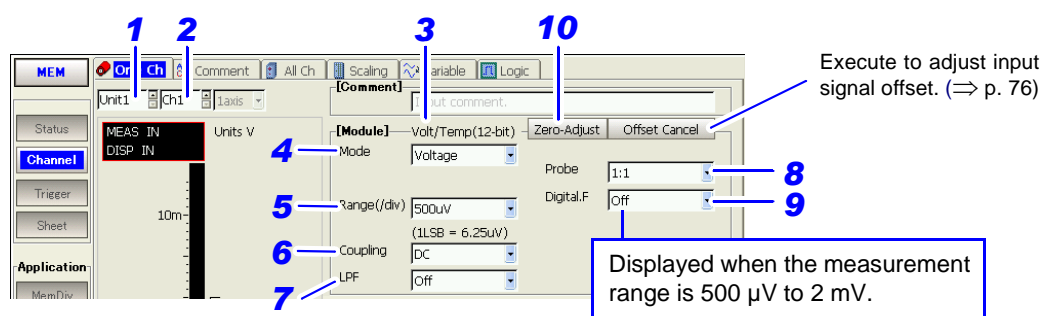 1 2 3 10
MEM
One Ch Comment All Ch Scaling Variable Logic
Execute to adjust input
signal offset. (⇒ p. 76)
Unit1 Ch1 1axis
[Comment]
Input comment.
Status
Channel
Trigger
Sheet
Application
MemDiv
MEAS IN
DISP IN
Units V
10m
[Module] Volt/Temp(12-bit) Zero-Adjust Offset Cancel
4 Mode Voltage
Probe 1:1 8
5 Range(/div) 500uV
Digital.F Off 9
(1LSB = 6.25uV)
6 Coupling DC
7 LPF Off
Displayed when the measurement
range is 500 µV to 2 mV.